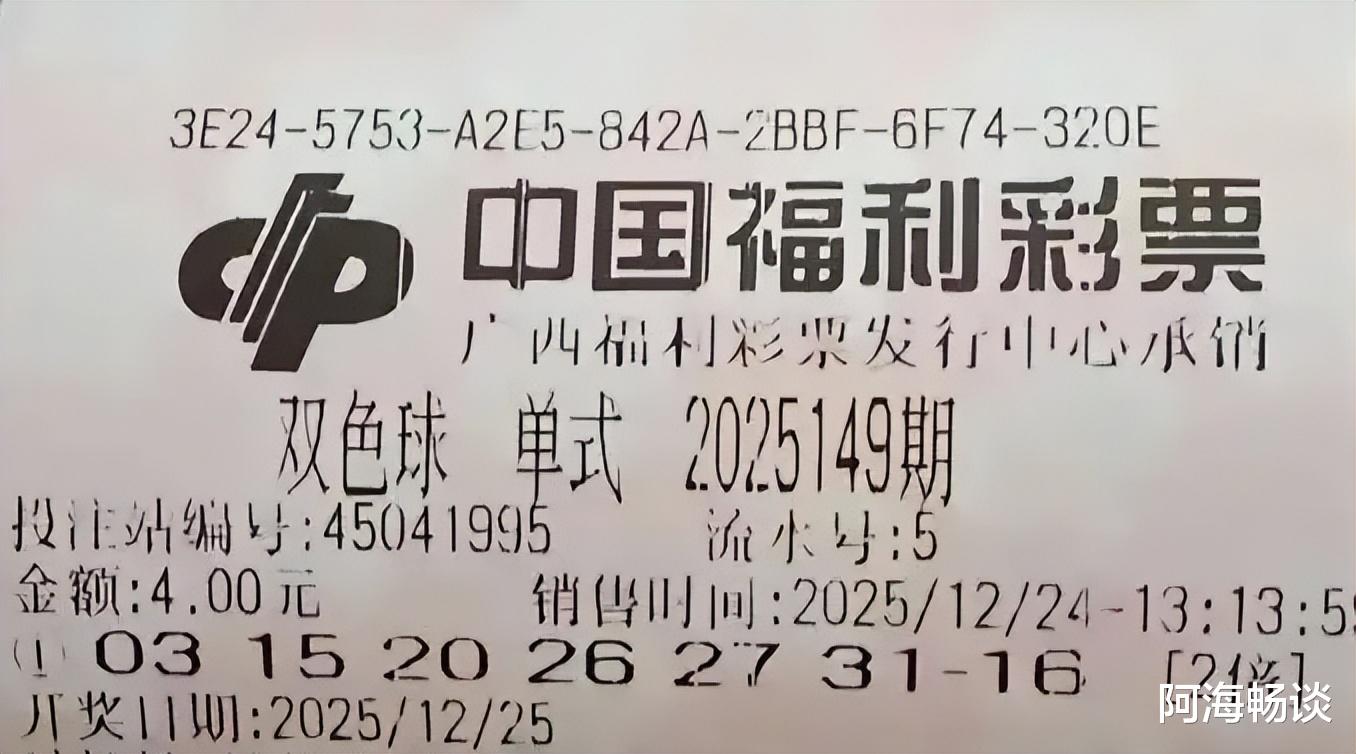 3E24-5753-A2E5-842A-2BBF-6F74-320E
中国福利彩票
广西福利彩票发行中心承销
双色球 单式 2025149期
投注站编号:45041995 流水号:5
金额:4.00元 销售时间:2025/12/24-13:13:5
(1) 03 15 20 26 27 31-16 [2倍]
开奖日期:2025/12/25
阿海畅谈